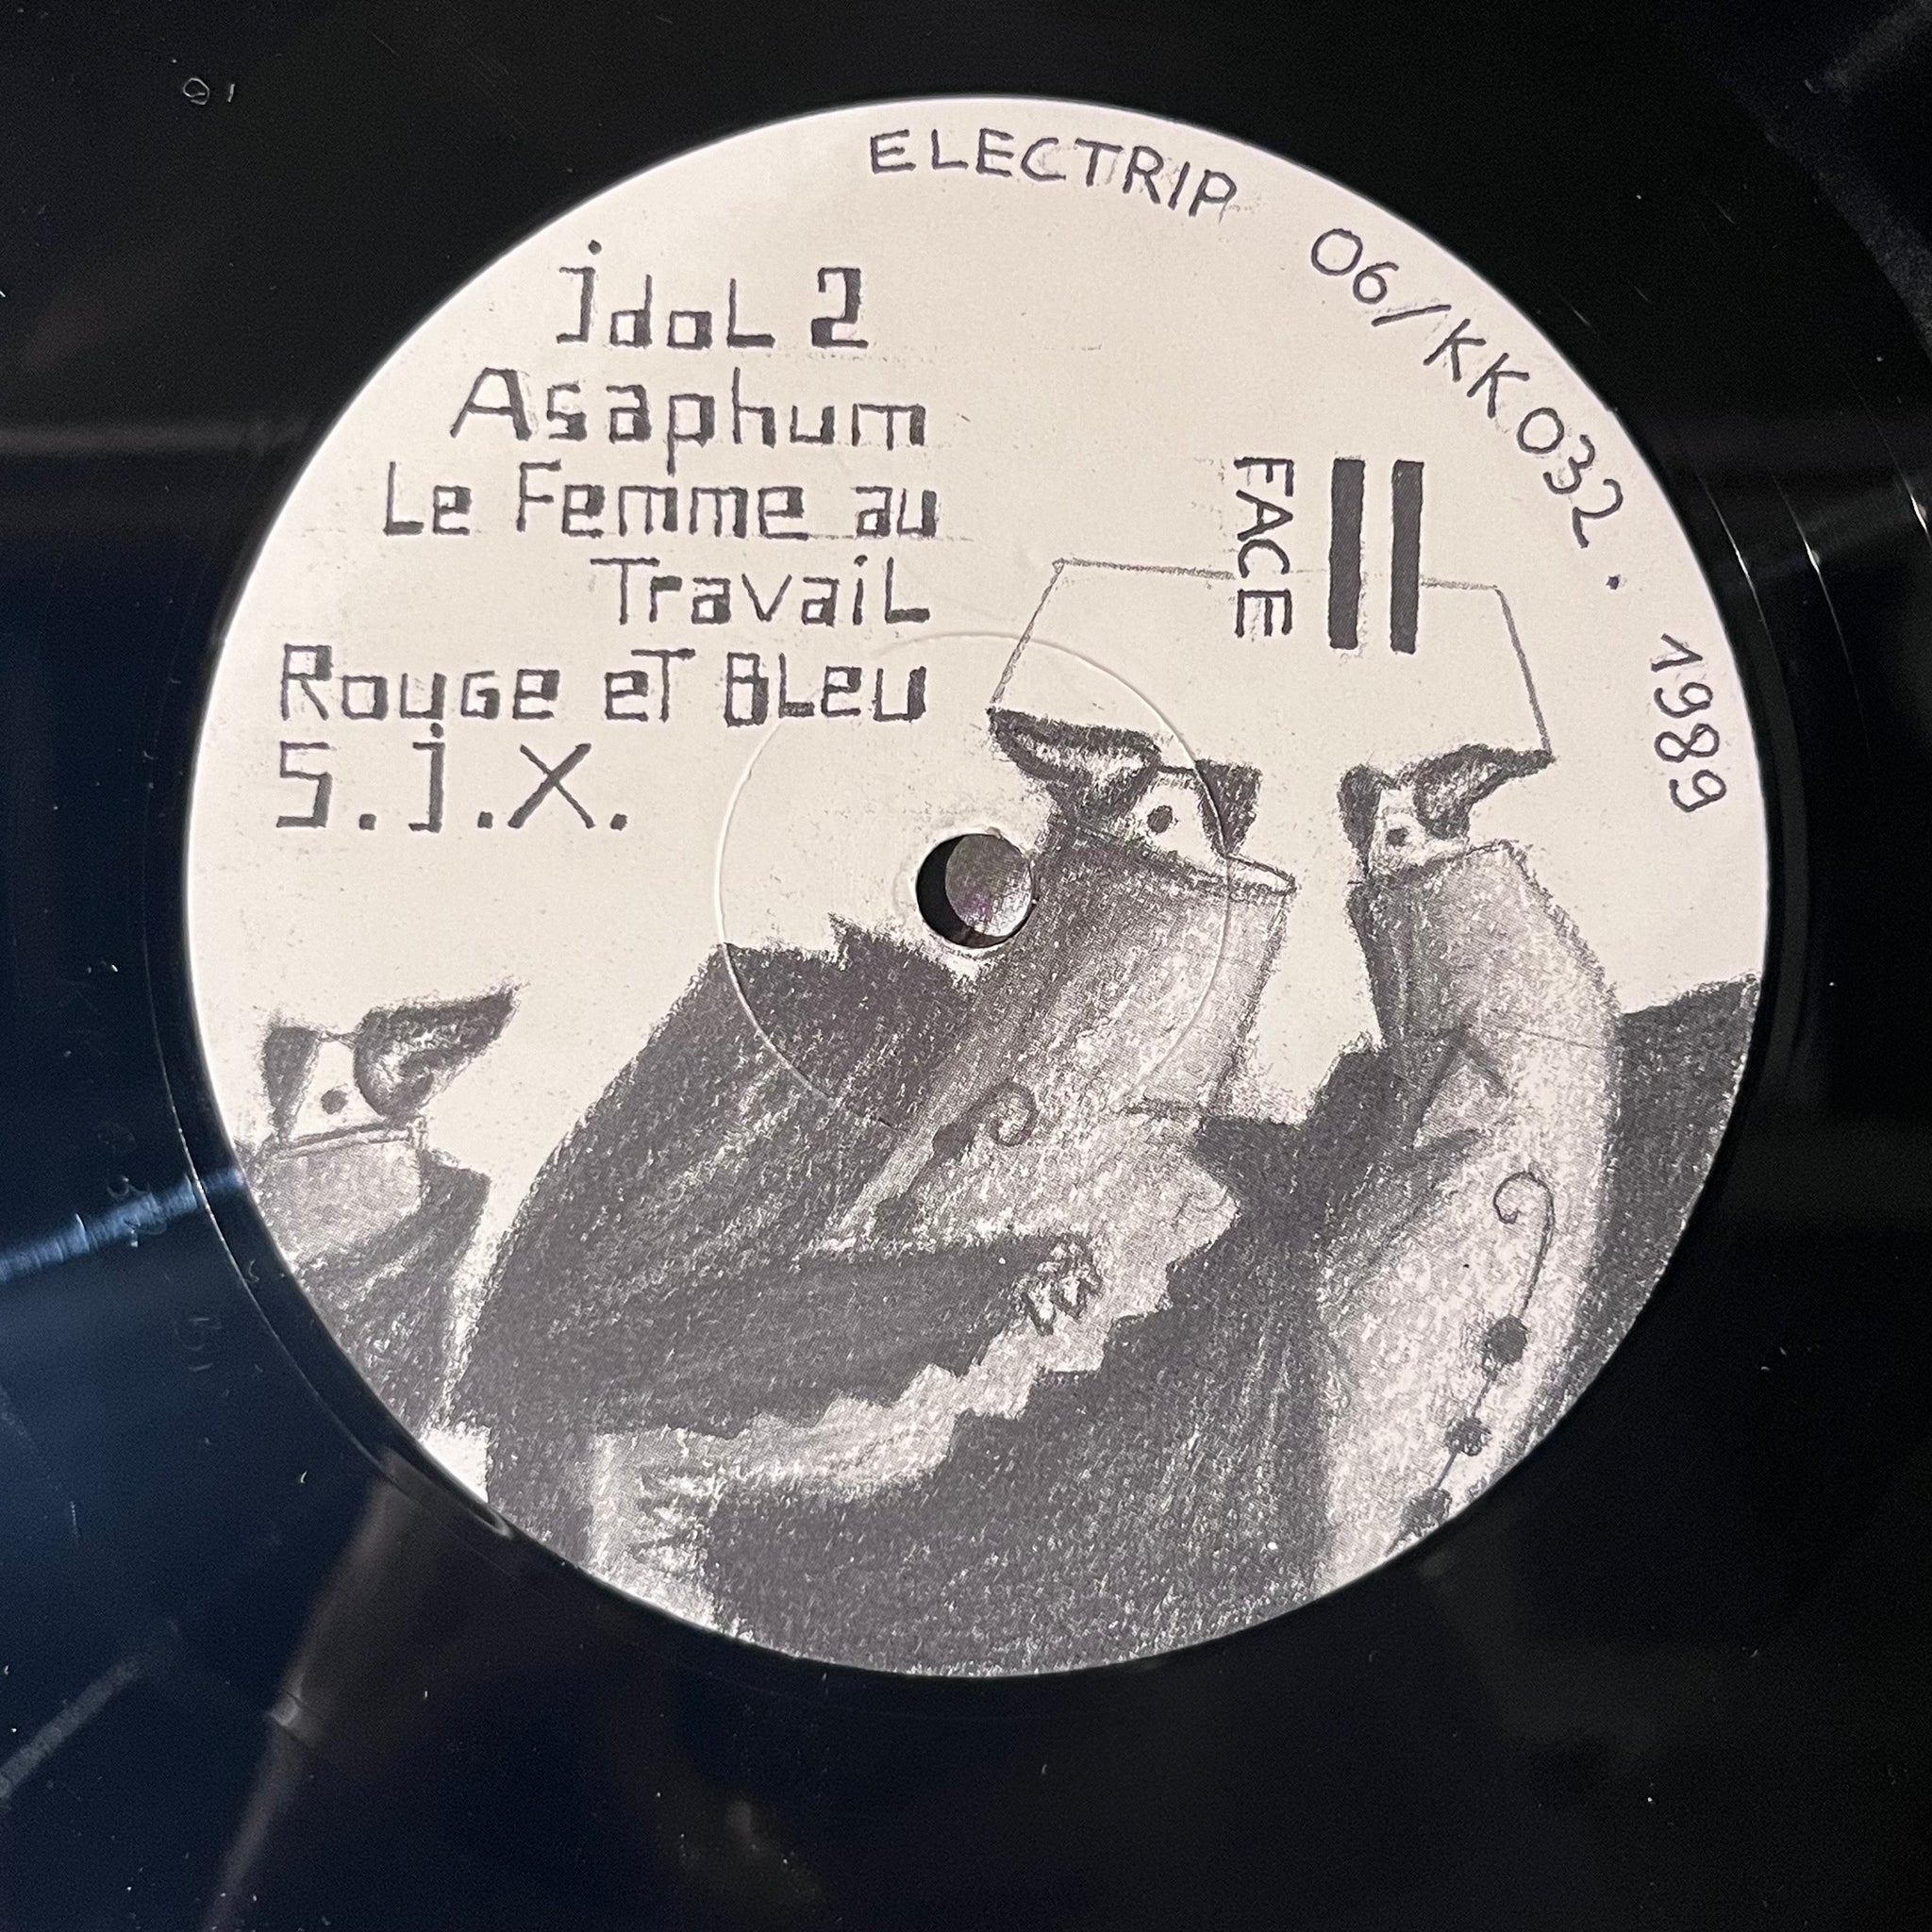 ELECTRIP 06/KK032. 1989
idoL 2
Asaphum
Le Femme au
TravaiL
RouGe eT BLeu
S.i.X.
FACE II